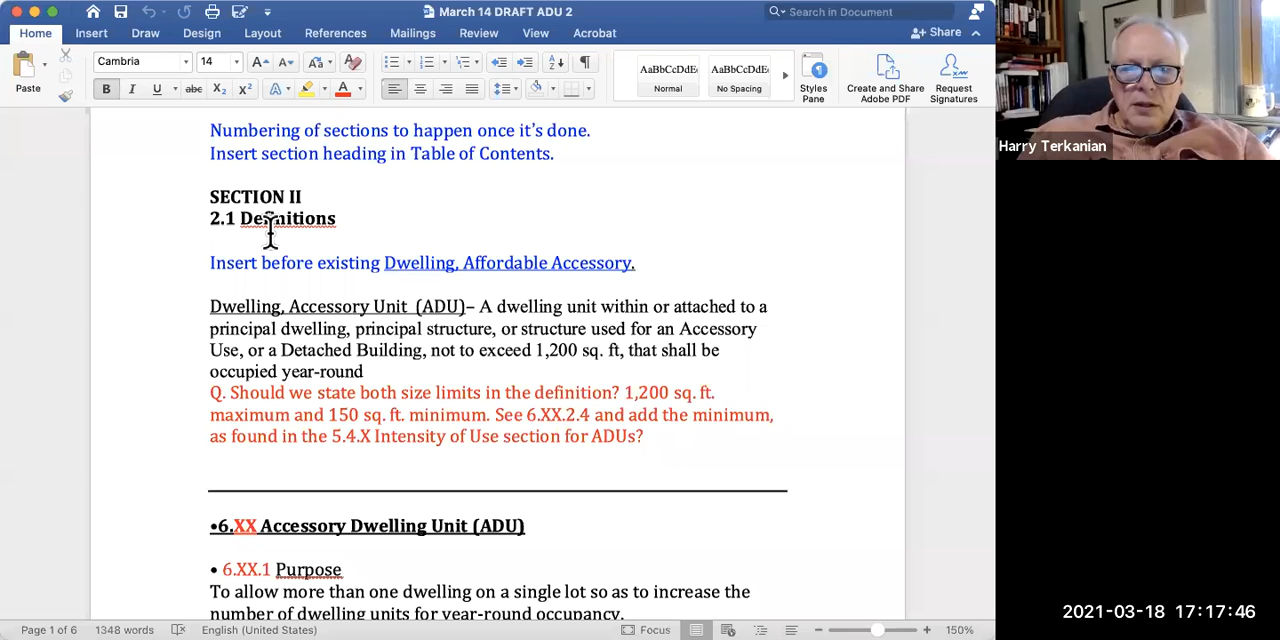 March 14 DRAFT ADU 2
Search in Document
Home Insert Draw Design Layout References Mailings Review View Acrobat Share
Paste
Cambria 14
AaBbCcDdE AaBbCcDdE
Normal No Spacing
Styles Pane
Create and Share Adobe PDF
Request Signatures
Numbering of sections to happen once it's done.
Insert section heading in Table of Contents.
SECTION II
2.1 Definitions
Insert before existing Dwelling, Affordable Accessory.
Dwelling, Accessory Unit (ADU)– A dwelling unit within or attached to a
principal dwelling, principal structure, or structure used for an Accessory
Use, or a Detached Building, not to exceed 1,200 sq. ft, that shall be
occupied year-round
Q. Should we state both size limits in the definition? 1,200 sq. ft.
maximum and 150 sq. ft. minimum. See 6.XX.2.4 and add the minimum,
as found in the 5.4.X Intensity of Use section for ADUs?
•6.XX Accessory Dwelling Unit (ADU)
• 6.XX.1 Purpose
To allow more than one dwelling on a single lot so as to increase the
number of dwelling units for year-round occupancy.
Page 1 of 6 1348 words English (United States) Focus 150%
Harry Terkanian
2021-03-18 17:17:46